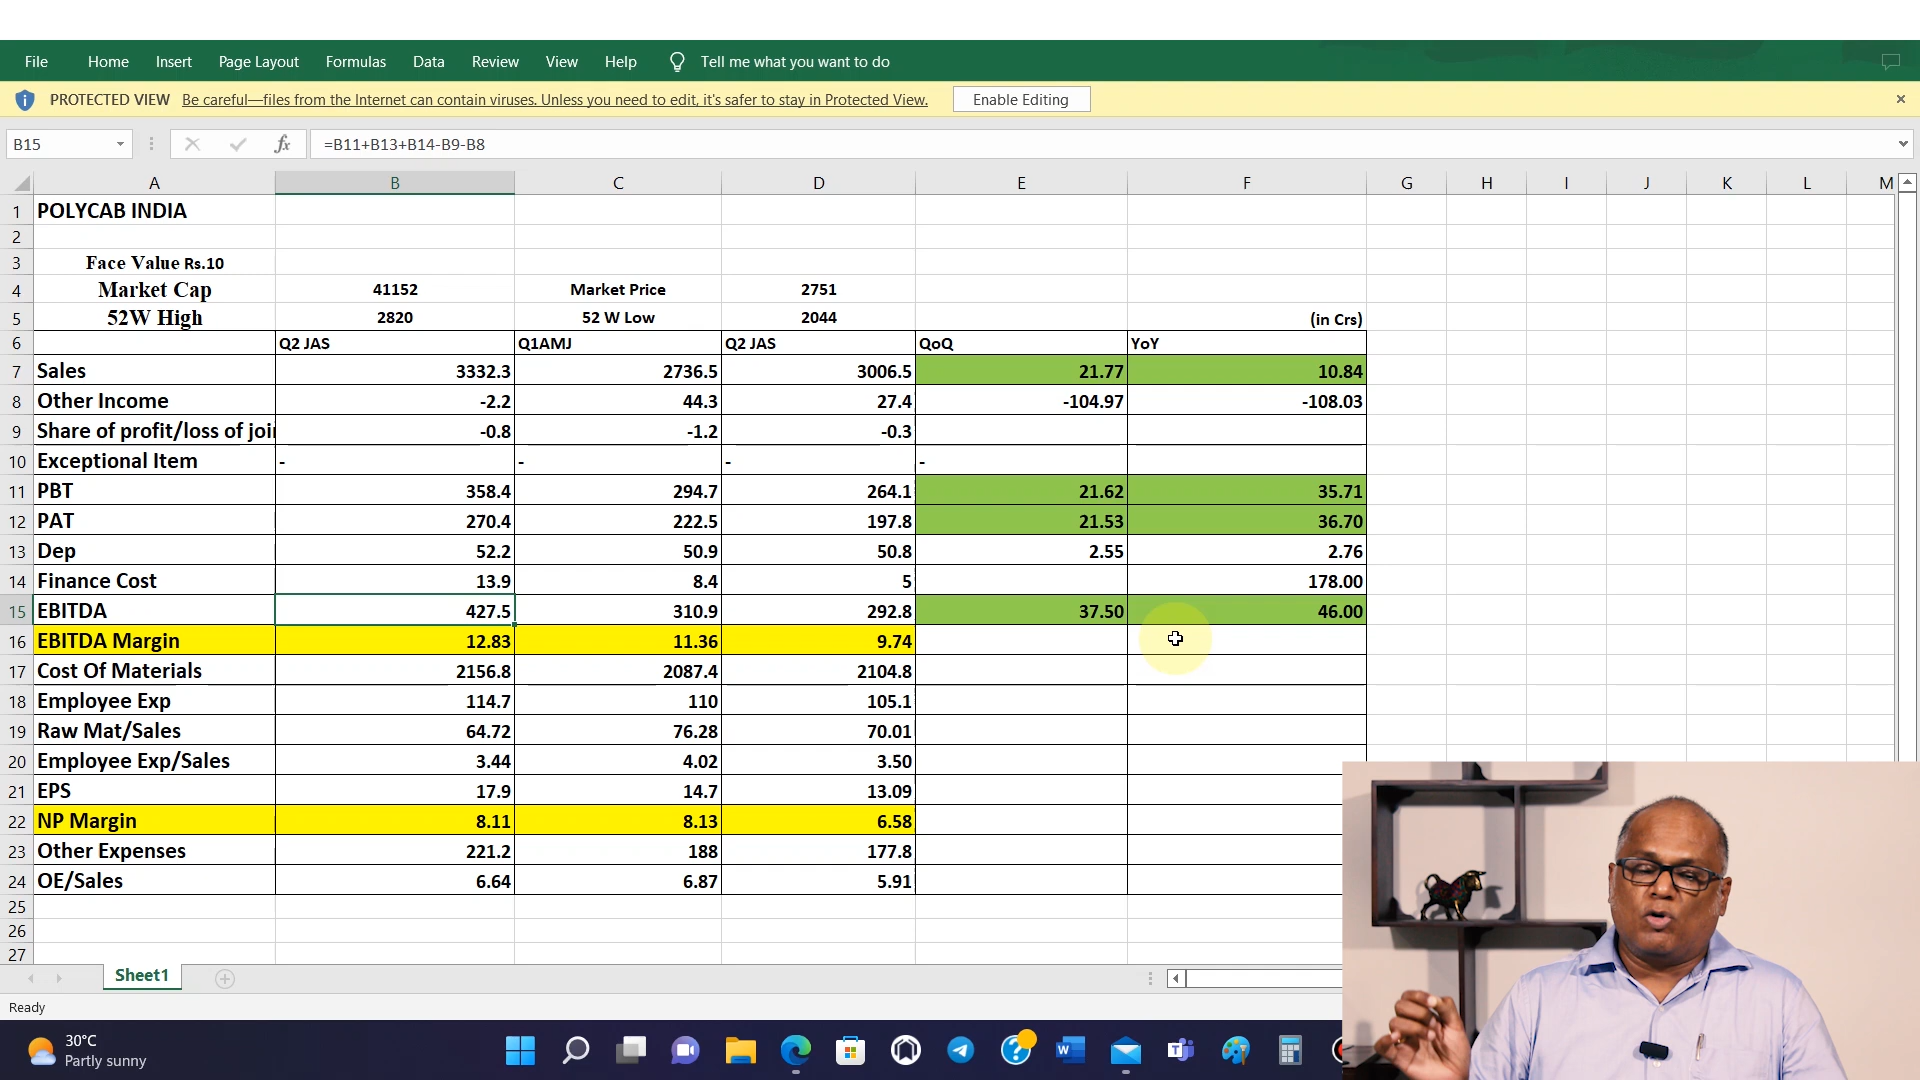 File Home Insert Page Layout Formulas Data Review View Help Tell me what you want to do
PROTECTED VIEW Be careful—files from the Internet can contain viruses. Unless you need to edit, it's safer to stay in Protected View. Enable Editing
B15 fx =B11+B13+B14-B9-B8
A B C D E F G H I J K L M
1 POLYCAB INDIA
2
3 Face Value Rs.10
4 Market Cap 41152 Market Price 2751
5 52W High 2820 52 W Low 2044 (in Crs)
6 Q2 JAS Q1AMJ Q2 JAS QoQ YoY
7 Sales 3332.3 2736.5 3006.5 21.77 10.84
8 Other Income -2.2 44.3 27.4 -104.97 -108.03
9 Share of profit/loss of joi -0.8 -1.2 -0.3
10 Exceptional Item - - - -
11 PBT 358.4 294.7 264.1 21.62 35.71
12 PAT 270.4 222.5 197.8 21.53 36.70
13 Dep 52.2 50.9 50.8 2.55 2.76
14 Finance Cost 13.9 8.4 5 178.00
15 EBITDA 427.5 310.9 292.8 37.50 46.00
16 EBITDA Margin 12.83 11.36 9.74
17 Cost Of Materials 2156.8 2087.4 2104.8
18 Employee Exp 114.7 110 105.1
19 Raw Mat/Sales 64.72 76.28 70.01
20 Employee Exp/Sales 3.44 4.02 3.50
21 EPS 17.9 14.7 13.09
22 NP Margin 8.11 8.13 6.58
23 Other Expenses 221.2 188 177.8
24 OE/Sales 6.64 6.87 5.91
25
26
27
Sheet1
Ready
30°C
Partly sunny